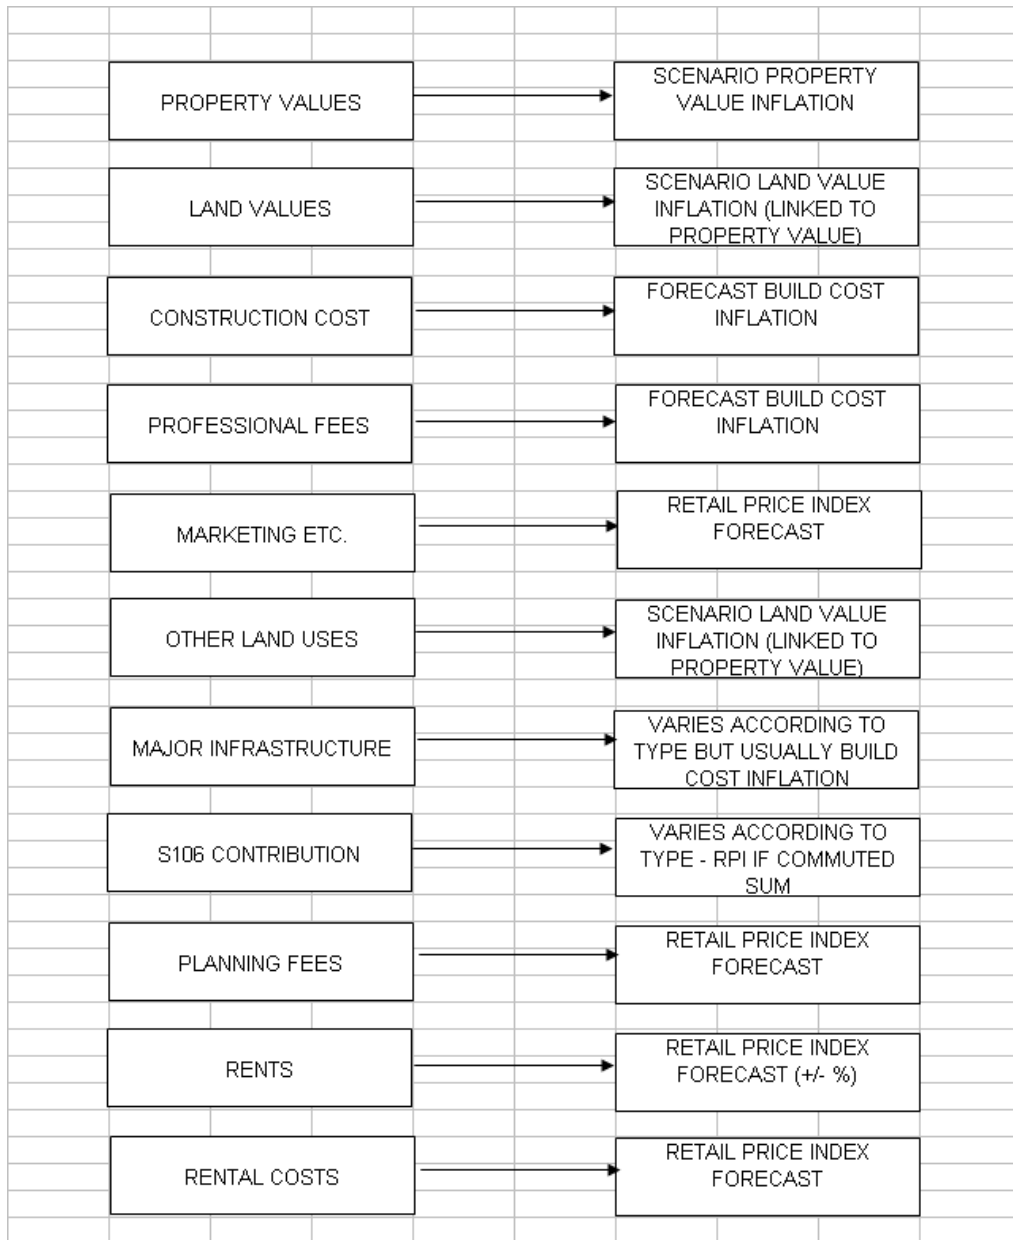 PROPERTY VALUES
SCENARIO PROPERTY
VALUE INFLATION
LAND VALUES
SCENARIO LAND VALUE
INFLATION (LINKED TO
PROPERTY VALUE)
CONSTRUCTION COST
FORECAST BUILD COST
INFLATION
PROFESSIONAL FEES
FORECAST BUILD COST
INFLATION
MARKETING ETC.
RETAIL PRICE INDEX
FORECAST
OTHER LAND USES
SCENARIO LAND VALUE
INFLATION (LINKED TO
PROPERTY VALUE)
MAJOR INFRASTRUCTURE
VARIES ACCORDING TO
TYPE BUT USUALLY BUILD
COST INFLATION
S106 CONTRIBUTION
VARIES ACCORDING TO
TYPE - RPI IF COMMUTED
SUM
PLANNING FEES
RETAIL PRICE INDEX
FORECAST
RENTS
RETAIL PRICE INDEX
FORECAST (+/- %)
RENTAL COSTS
RETAIL PRICE INDEX
FORECAST